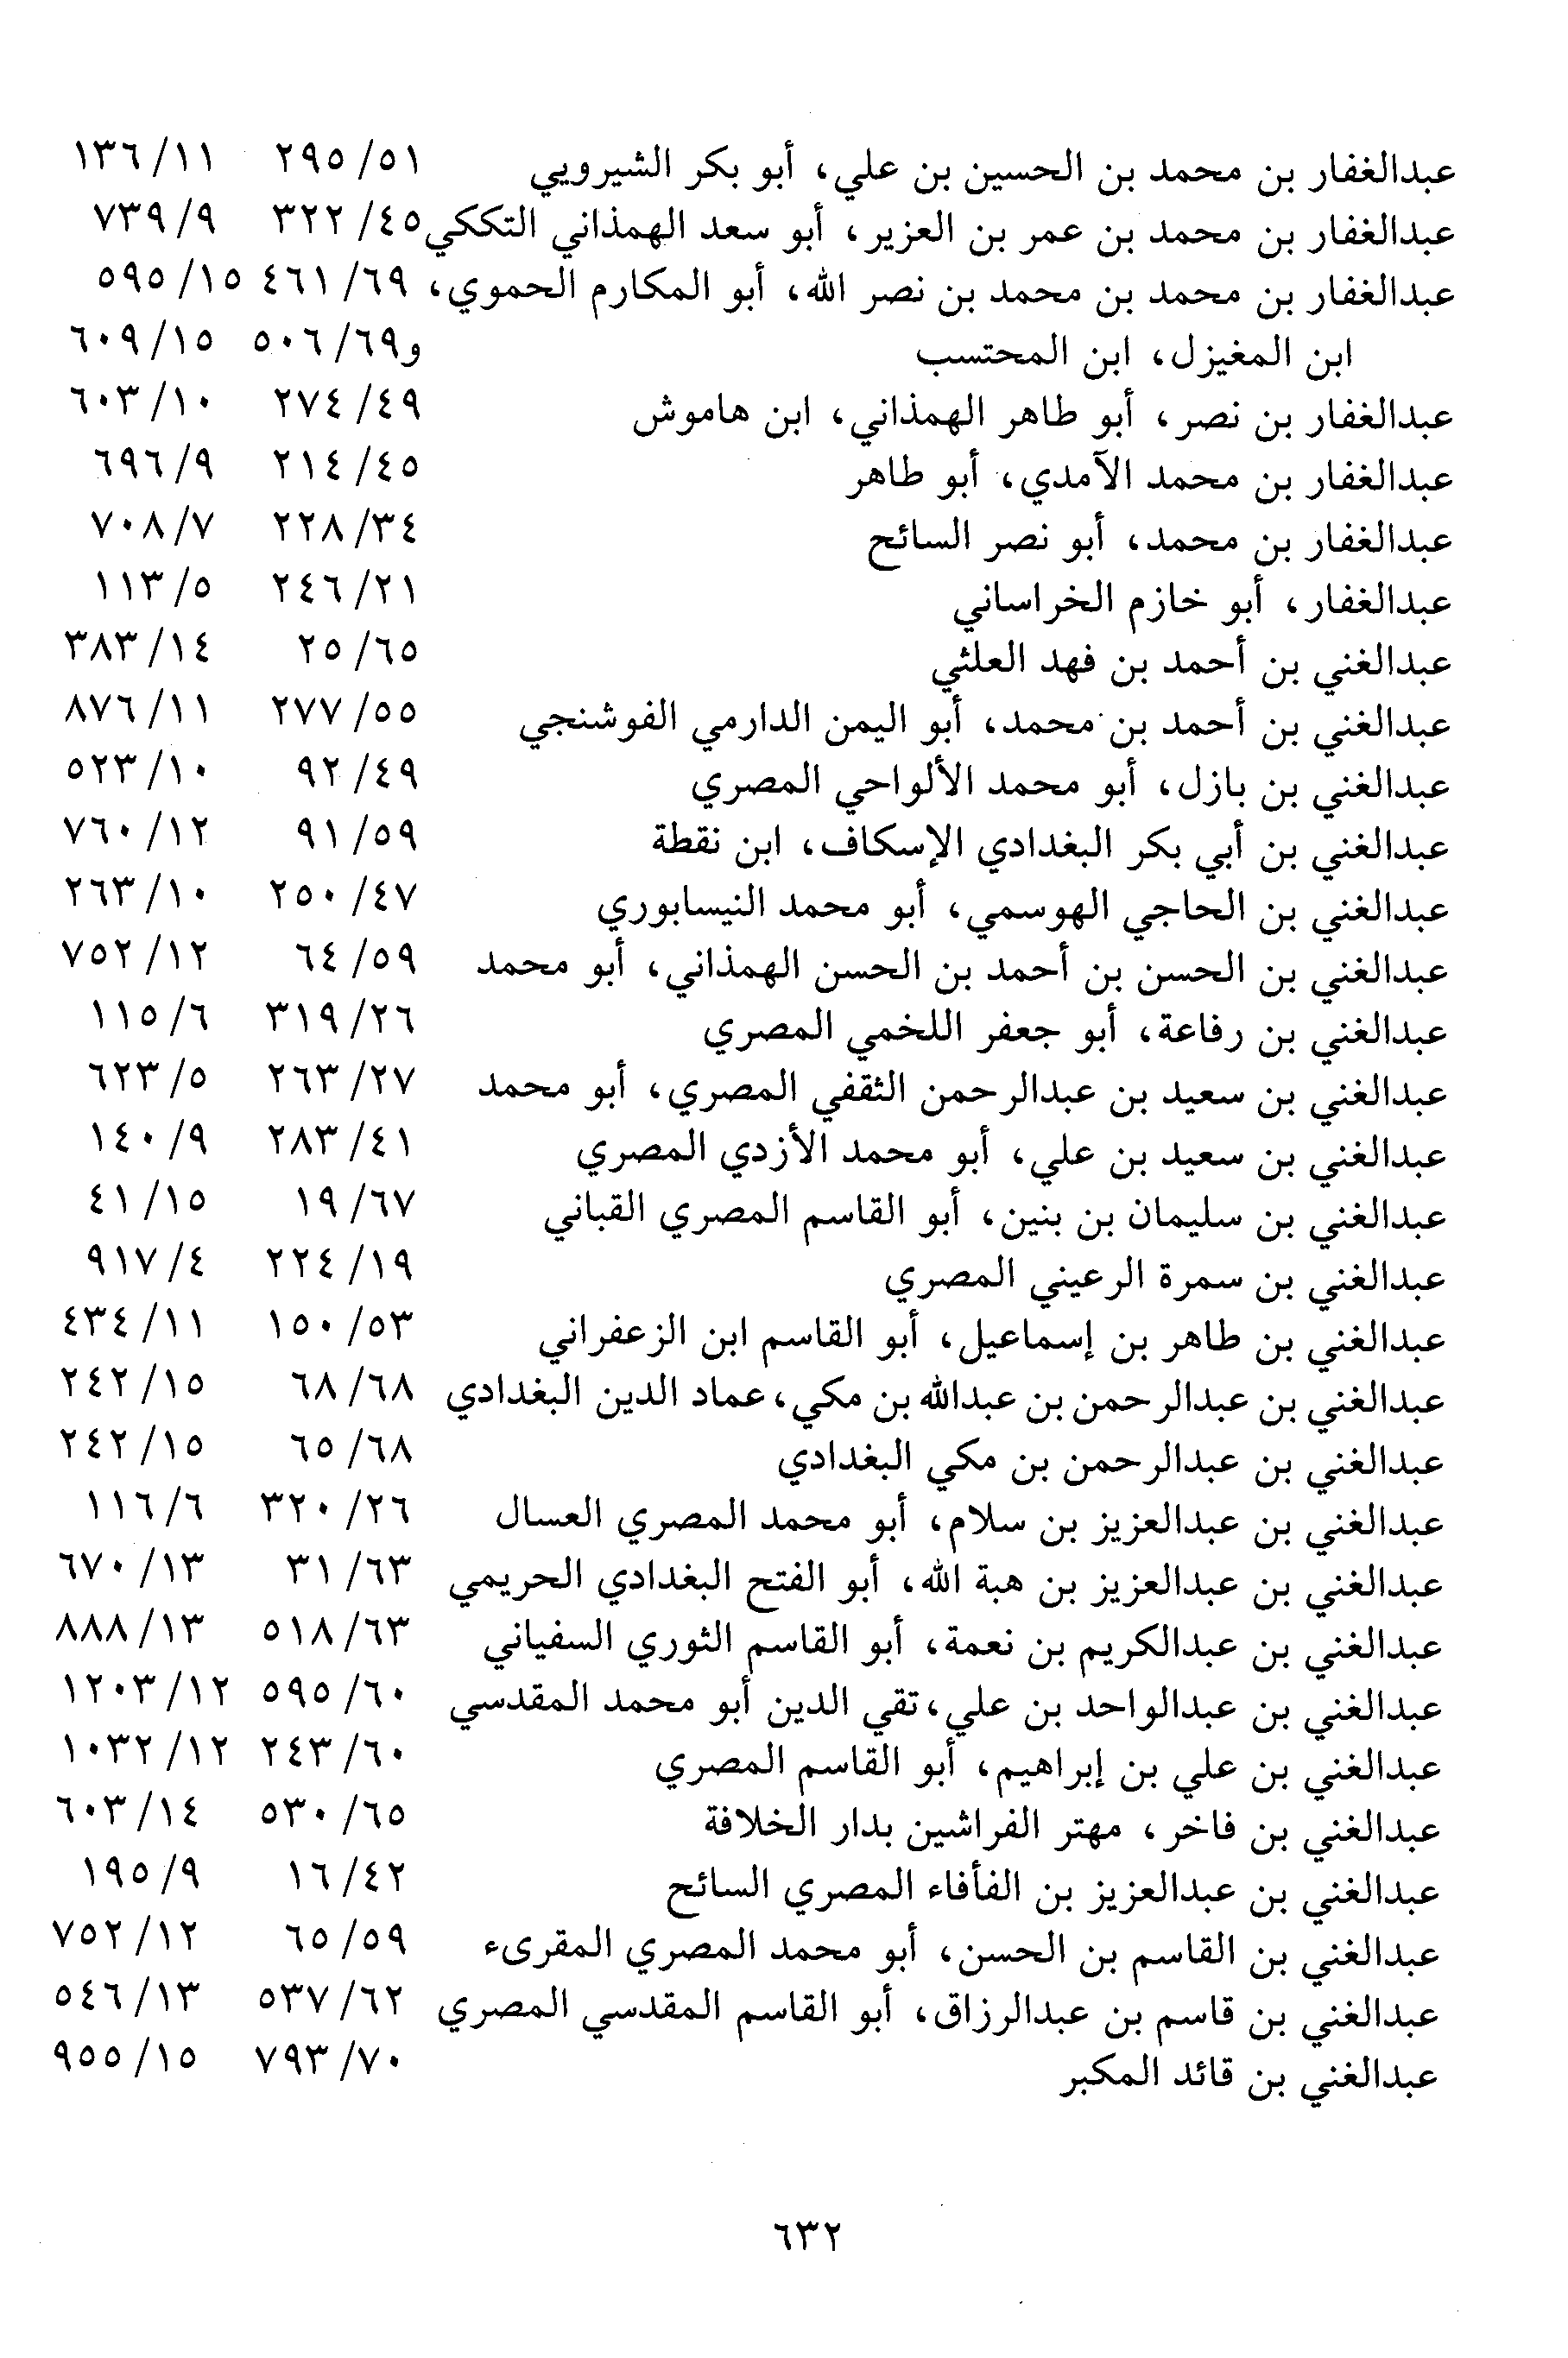 عبدالغفار بن محمد بن الحسين بن علي، أبو بكر الشيرويي ٥١/ ٢٩٥ ١١/ ١٣٦
عبدالغفار بن محمد بن عمر بن العزير، أبو سعد الهمذاني التككي ٤٥/ ٣٢٢ ٩/ ٧٣٩
عبدالغفار بن محمد بن محمد بن نصر الله، أبو المكارم الحموي، ٦٩/ ٤٦١ ١٥/ ٥٩٥
ابن المغيزل، ابن المحتسب و٦٩/ ٥٠٦ ١٥/ ٦٠٩
عبدالغفار بن نصر، أبو طاهر الهمذاني، ابن هاموش ٤٩/ ٢٧٤ ١٠/ ٦٠٣
عبدالغفار بن محمد الآمدي، أبو طاهر ٤٥/ ٢١٤ ٩/ ٦٩٦
عبدالغفار بن محمد، أبو نصر السائح ٣٤/ ٢٢٨ ٧/ ٧٠٨
عبدالغفار، أبو خازم الخراساني ٢١/ ٢٤٦ ٥/ ١١٣
عبدالغني بن أحمد بن فهد العلثي ٦٥/ ٢٥ ١٤/ ٣٨٣
عبدالغني بن أحمد بن محمد، أبو اليمن الدارمي الفوشنجي ٥٥/ ٢٧٧ ١١/ ٨٧٦
عبدالغني بن بازل، أبو محمد الألواحي المصري ٤٩/ ٩٢ ١٠/ ٥٢٣
عبدالغني بن أبي بكر البغدادي الإسكاف، ابن نقطة ٥٩/ ٩١ ١٢/ ٧٦٠
عبدالغني بن الحاجي الهوسمي، أبو محمد النيسابوري ٤٧/ ٢٥٠ ١٠/ ٢٦٣
عبدالغني بن الحسن بن أحمد بن الحسن الهمذاني، أبو محمد ٥٩/ ٦٤ ١٢/ ٧٥٢
عبدالغني بن رفاعة، أبو جعفر اللخمي المصري ٢٦/ ٣١٩ ٦/ ١١٥
عبدالغني بن سعيد بن عبدالرحمن الثقفي المصري، أبو محمد ٢٧/ ٢٦٣ ٥/ ٦٢٣
عبدالغني بن سعيد بن علي، أبو محمد الأزدي المصري ٤١/ ٢٨٣ ٩/ ١٤٠
عبدالغني بن سليمان بن بنين، أبو القاسم المصري القباني ٦٧/ ١٩ ١٥/ ٤١
عبدالغني بن سمرة الرعيني المصري ١٩/ ٢٢٤ ٤/ ٩١٧
عبدالغني بن طاهر بن إسماعيل، أبو القاسم ابن الزعفراني ٥٣/ ١٥٠ ١١/ ٤٣٤
عبدالغني بن عبدالرحمن بن عبدالله بن مكي، عماد الدين البغدادي ٦٨/ ٦٨ ١٥/ ٢٤٢
عبدالغني بن عبدالرحمن بن مكي البغدادي ٦٨/ ٦٥ ١٥/ ٢٤٢
عبدالغني بن عبدالعزيز بن سلام، أبو محمد المصري العسال ٢٦/ ٣٢٠ ٦/ ١١٦
عبدالغني بن عبدالعزيز بن هبة الله، أبو الفتح البغدادي الحريمي ٦٣/ ٣١ ١٣/ ٦٧٠
عبدالغني بن عبدالكريم بن نعمة، أبو القاسم الثوري السفياني ٦٣/ ٥١٨ ١٣/ ٨٨٨
عبدالغني بن عبدالواحد بن علي، تقي الدين أبو محمد المقدسي ٦٠/ ٥٩٥ ١٢/ ١٢٠٣
عبدالغني بن علي بن إبراهيم، أبو القاسم المصري ٦٠/ ٢٤٣ ١٢/ ١٠٣٢
عبدالغني بن فاخر، مهتر الفراشين بدار الخلافة ٦٥/ ٥٣٠ ١٤/ ٦٠٣
عبدالغني بن عبدالعزيز بن الفأفاء المصري السائح ٤٢/ ١٦ ٩/ ١٩٥
عبدالغني بن القاسم بن الحسن، أبو محمد المصري المقرىء ٥٩/ ٦٥ ١٢/ ٧٥٢
عبدالغني بن قاسم بن عبدالرزاق، أبو القاسم المقدسي المصري ٦٢/ ٥٣٧ ١٣/ ٥٤٦
عبدالغني بن قائد المكبر ٧٠/ ٧٩٣ ١٥/ ٩٥٥
٦٣٢